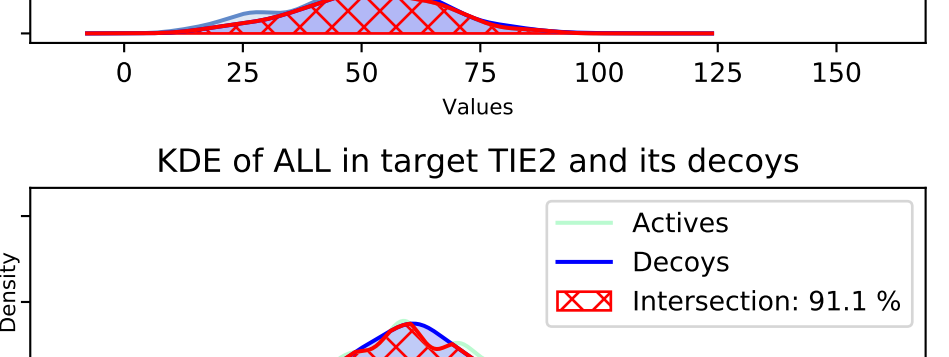 0 25 50 75 100 125 150
Values
KDE of ALL in target TIE2 and its decoys
Density
Actives
Decoys
Intersection: 91.1 %